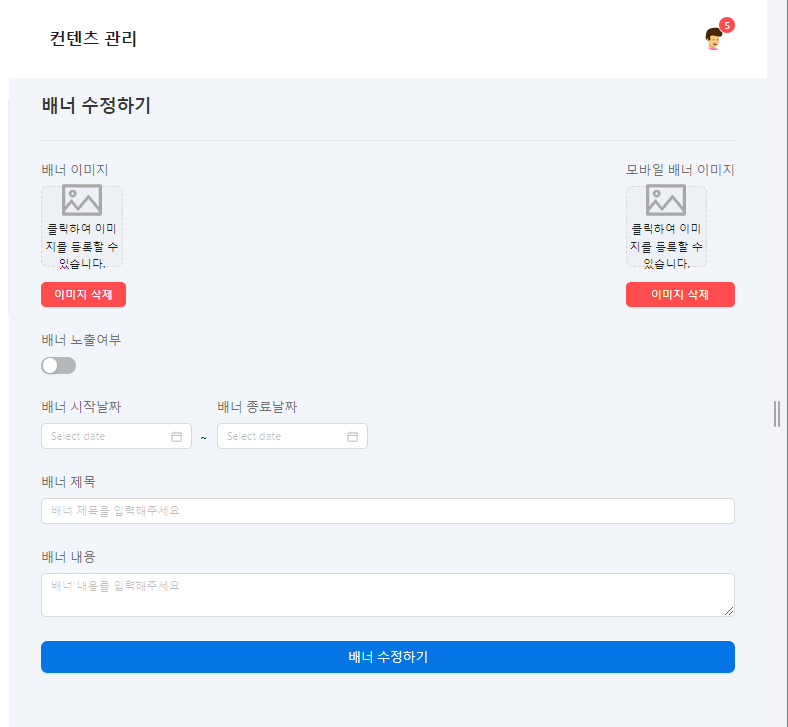 컨텐츠 관리
5
배너 수정하기
배너 이미지
모바일 배너 이미지
클릭하여 이미
지를 등록할 수
있습니다.
클릭하여 이미
지를 등록할 수
있습니다.
이미지 삭제
이미지 삭제
배너 노출여부
배너 시작날짜
배너 종료날짜
Select date
~
Select date
배너 제목
배너 제목을 입력해주세요
배너 내용
배너 내용를 입력해주세요
배너 수정하기